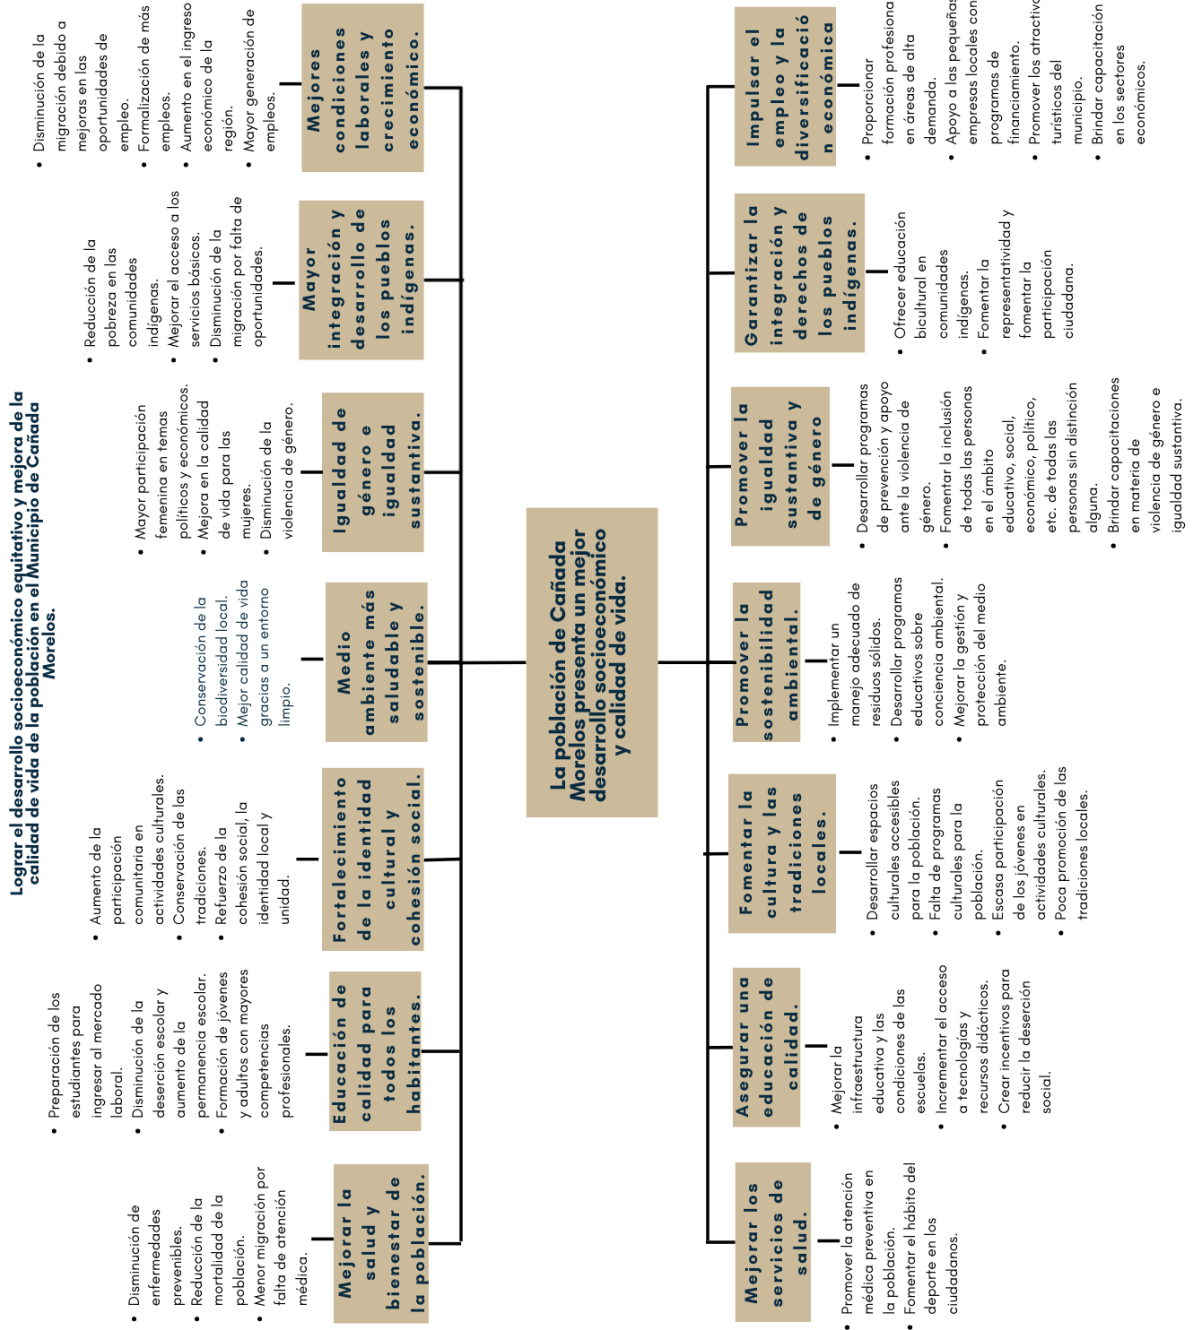 Lograr el desarrollo socioeconómico equitativo y mejora de la
calidad de vida de la población en el Municipio de Cañada
Morelos.
• Disminución de
enfermedades
prevenibles.
• Reducción de la
mortalidad de la
población.
• Menor migración por
falta de atención
médica.
• Preparación de los
estudiantes para
ingresar al mercado
laboral.
• Disminución de la
deserción escolar y
aumento de la
permanencia escolar.
• Formación de jóvenes
y adultos con mayores
competencias
profesionales.
• Aumento de la
participación
comunitaria en
actividades culturales.
• Conservación de las
tradiciones.
• Refuerzo de la
cohesión social, la
identidad local y
unidad.
• Conservación de la
biodiversidad local.
• Mejor calidad de vida
gracias a un entorno
limpio.
• Mayor participación
femenina en temas
políticos y económicos.
• Mejora en la calidad
de vida para las
mujeres.
• Disminución de la
violencia de género.
• Reducción de la
pobreza en las
comunidades
indígenas.
• Mejorar el acceso a los
servicios básicos.
• Disminución de la
migración por falta de
oportunidades.
• Disminución de la
migración debido a
mejoras en las
oportunidades de
empleo.
• Formalización de más
empleos.
• Aumento en el ingreso
económico de la
región.
• Mayor generación de
empleos.
Mejorar la
salud y
bienestar de
la población.
Educación de
calidad para
todos los
habitantes.
Fortalecimiento
de la identidad
cultural y
cohesión social.
Medio
ambiente más
saludable y
sostenible.
Igualdad de
género e
igualdad
sustantiva.
Mayor
integración y
desarrollo de
los pueblos
indígenas.
Mejores
condiciones
laborales y
crecimiento
económico.
La población de Cañada
Morelos presenta un mejor
desarrollo socioeconómico
y calidad de vida.
Mejorar los
servicios de
salud.
Asegurar una
educación de
calidad.
Fomentar la
cultura y las
tradiciones
locales.
Promover la
sostenibilidad
ambiental.
Promover la
igualdad
sustantiva y
de género
Garantizar la
integración y
derechos de
los pueblos
indígenas.
Impulsar el
empleo y la
diversificació
n económica
• Promover la atención
médica preventiva en
la población.
• Fomentar el hábito del
deporte en los
ciudadanos.
• Mejorar la
infraestructura
educativa y las
condiciones de las
escuelas.
• Incrementar el acceso
a tecnologías y
recursos didácticos.
• Crear incentivos para
reducir la deserción
social.
• Desarrollar espacios
culturales accesibles
para la población.
• Falta de programas
culturales para la
población.
• Escasa participación
de los jóvenes en
actividades culturales.
• Poca promoción de las
tradiciones locales.
• Implementar un
manejo adecuado de
residuos sólidos.
• Desarrollar programas
educativos sobre
conciencia ambiental.
• Mejorar la gestión y
protección del medio
ambiente.
• Desarrollar programas
de prevención y apoyo
ante la violencia de
género.
• Fomentar la inclusión
de todas las personas
en el ámbito
educativo, social,
económico, político,
etc. de todas las
personas sin distinción
alguna.
• Brindar capacitaciones
en materia de
violencia de género e
igualdad sustantiva.
• Ofrecer educación
bicultural en
comunidades
indígenas.
• Fomentar la
representatividad y
fomentar la
participación
ciudadana.
• Proporcionar
formación profesiona
en áreas de alta
demanda.
• Apoyo a las pequeñas
empresas locales con
programas de
financiamiento.
• Promover los atractivo
turísticos del
municipio.
• Brindar capacitación
en los sectores
económicos.